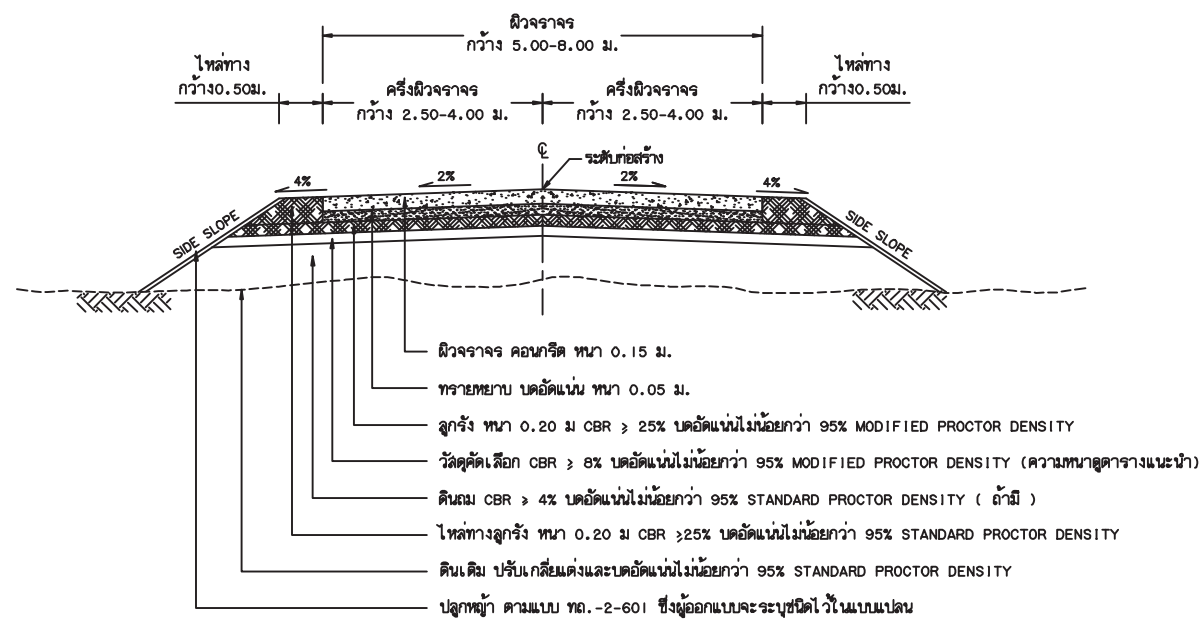 ผิวจราจร
กว้าง 5.00-8.00 ม.
ไหล่ทาง
กว้าง0.50ม.
ครึ่งผิวจราจร
กว้าง 2.50-4.00 ม.
ครึ่งผิวจราจร
กว้าง 2.50-4.00 ม.
ไหล่ทาง
กว้าง0.50ม.
℄
ระดับก่อสร้าง
4%
2%
2%
4%
SIDE SLOPE
SIDE SLOPE
ผิวจราจร คอนกรีต หนา 0.15 ม.
ทรายหยาบ บดอัดแน่น หนา 0.05 ม.
ลูกรัง หนา 0.20 ม CBR ≥ 25% บดอัดแน่นไม่น้อยกว่า 95% MODIFIED PROCTOR DENSITY
วัสดุคัดเลือก CBR ≥ 8% บดอัดแน่นไม่น้อยกว่า 95% MODIFIED PROCTOR DENSITY (ความหนาดูตารางแนะนำ)
ดินถม CBR ≥ 4% บดอัดแน่นไม่น้อยกว่า 95% STANDARD PROCTOR DENSITY ( ถ้ามี )
ไหล่ทางลูกรัง หนา 0.20 ม CBR ≥25% บดอัดแน่นไม่น้อยกว่า 95% STANDARD PROCTOR DENSITY
ดินเดิม ปรับเกลี่ยแต่งและบดอัดแน่นไม่น้อยกว่า 95% STANDARD PROCTOR DENSITY
ปลูกหญ้า ตามแบบ ทถ.-2-601 ซึ่งผู้ออกแบบจะระบุชนิดไว้ในแบบแปลน